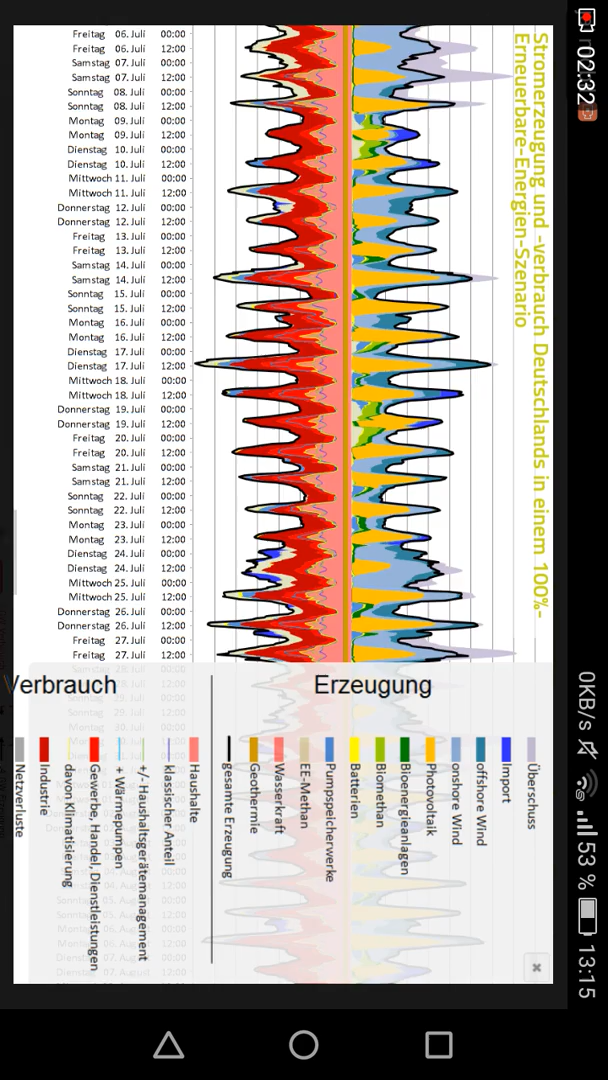 02:32
0KB/s
53 %
13:15
Stromerzeugung und -verbrauch Deutschlands in einem 100%-
Erneuerbare-Energien-Szenario
Freitag 06. Juli 00:00
Freitag 06. Juli 12:00
Samstag 07. Juli 00:00
Samstag 07. Juli 12:00
Sonntag 08. Juli 00:00
Sonntag 08. Juli 12:00
Montag 09. Juli 00:00
Montag 09. Juli 12:00
Dienstag 10. Juli 00:00
Dienstag 10. Juli 12:00
Mittwoch 11. Juli 00:00
Mittwoch 11. Juli 12:00
Donnerstag 12. Juli 00:00
Donnerstag 12. Juli 12:00
Freitag 13. Juli 00:00
Freitag 13. Juli 12:00
Samstag 14. Juli 00:00
Samstag 14. Juli 12:00
Sonntag 15. Juli 00:00
Sonntag 15. Juli 12:00
Montag 16. Juli 00:00
Montag 16. Juli 12:00
Dienstag 17. Juli 00:00
Dienstag 17. Juli 12:00
Mittwoch 18. Juli 00:00
Mittwoch 18. Juli 12:00
Donnerstag 19. Juli 00:00
Donnerstag 19. Juli 12:00
Freitag 20. Juli 00:00
Freitag 20. Juli 12:00
Samstag 21. Juli 00:00
Samstag 21. Juli 12:00
Sonntag 22. Juli 00:00
Sonntag 22. Juli 12:00
Montag 23. Juli 00:00
Montag 23. Juli 12:00
Dienstag 24. Juli 00:00
Dienstag 24. Juli 12:00
Mittwoch 25. Juli 00:00
Mittwoch 25. Juli 12:00
Donnerstag 26. Juli 00:00
Donnerstag 26. Juli 12:00
Freitag 27. Juli 00:00
Freitag 27. Juli 12:00
Erzeugung
Überschuss
Import
offshore Wind
onshore Wind
Photovoltaik
Bioenergieanlagen
Biomethan
Batterien
Pumpspeicherwerke
EE-Methan
Wasserkraft
Geothermie
gesamte Erzeugung
Verbrauch
Haushalte
klassischer Anteil
+/- Haushaltsgerätemanagement
+ Wärmepumpen
Gewerbe, Handel, Dienstleistungen
davon Klimatisierung
Industrie
Netzverluste